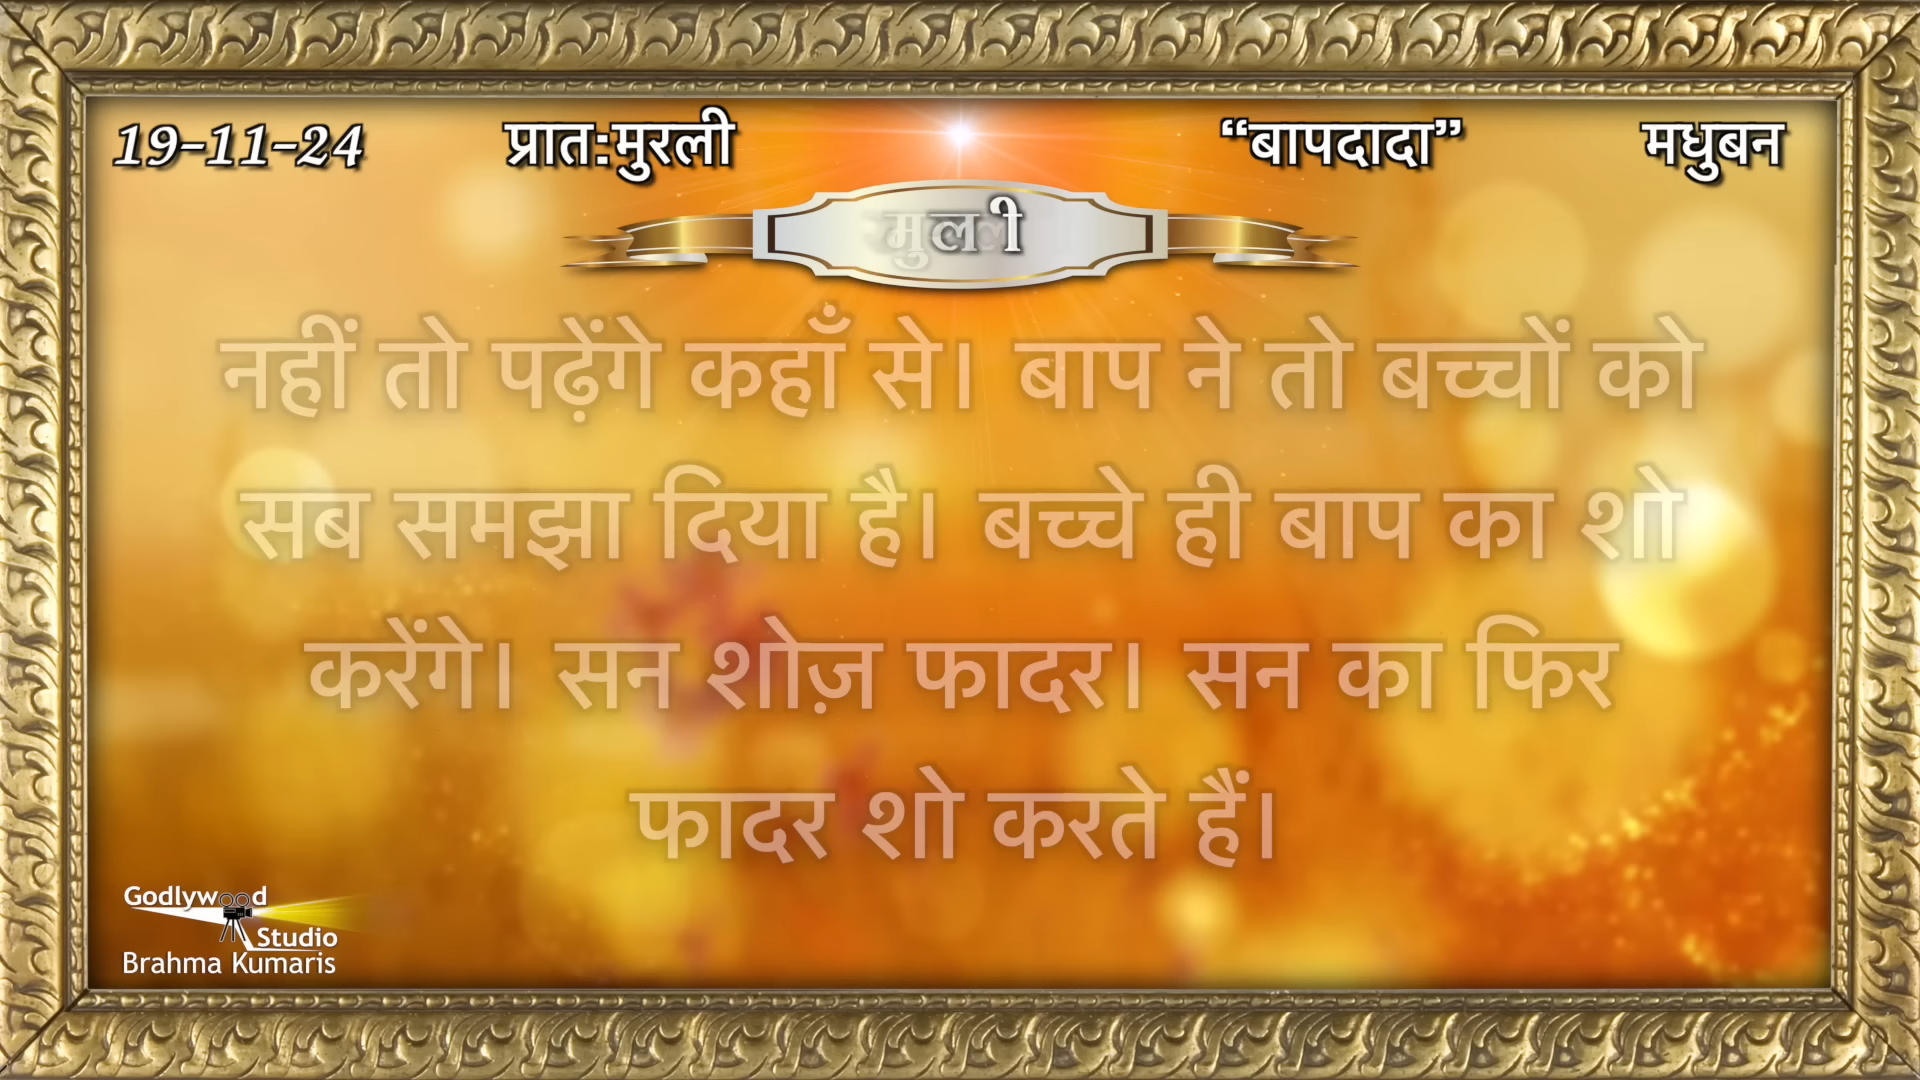 19-11-24 प्रात:मुरली “बापदादा” मधुबन
नहीं तो पढ़ेंगे कहाँ से। बाप ने तो बच्चों को
सब समझा दिया है। बच्चे ही बाप का शो
करेंगे। सन शोज़ फादर। सन का फिर
फादर शो करते हैं।
Godlywood
Studio
Brahma Kumaris